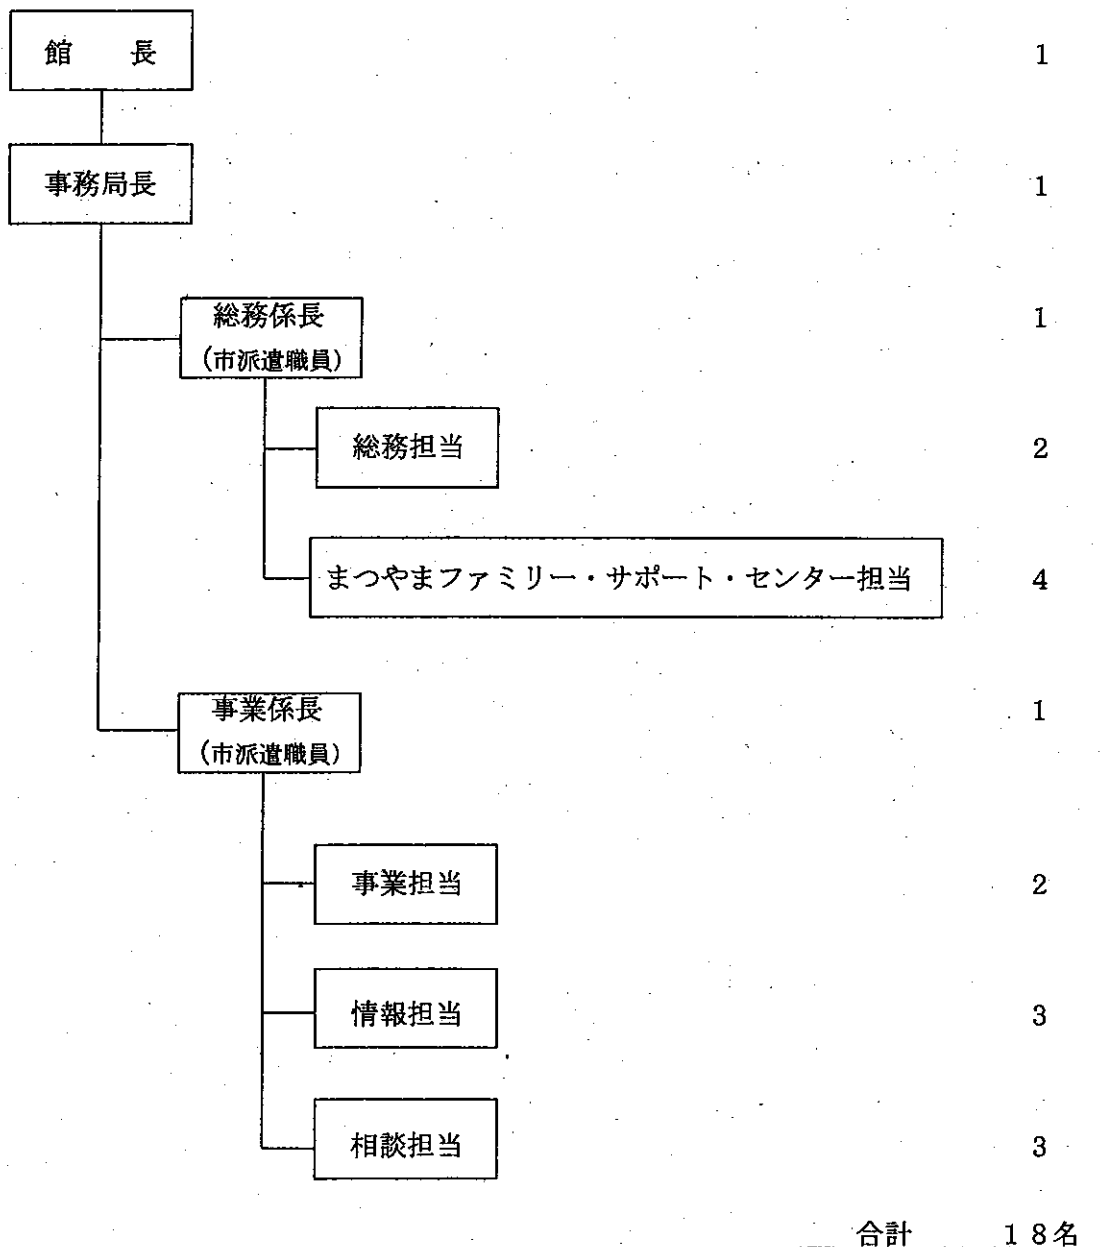 館　長　1
事務局長　1
総務係長　1
（市派遣職員）
総務担当　2
まつやまファミリー・サポート・センター担当　4
事業係長　1
（市派遣職員）
事業担当　2
情報担当　3
相談担当　3
合計　１８名